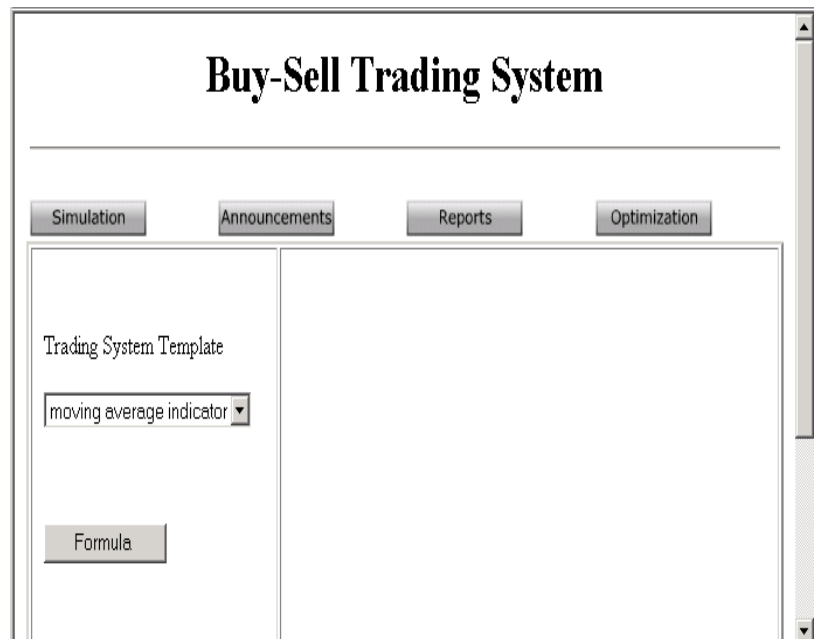 Buy-Sell Trading System
Simulation Announcements Reports Optimization
Trading System Template
moving average indicator
Formula